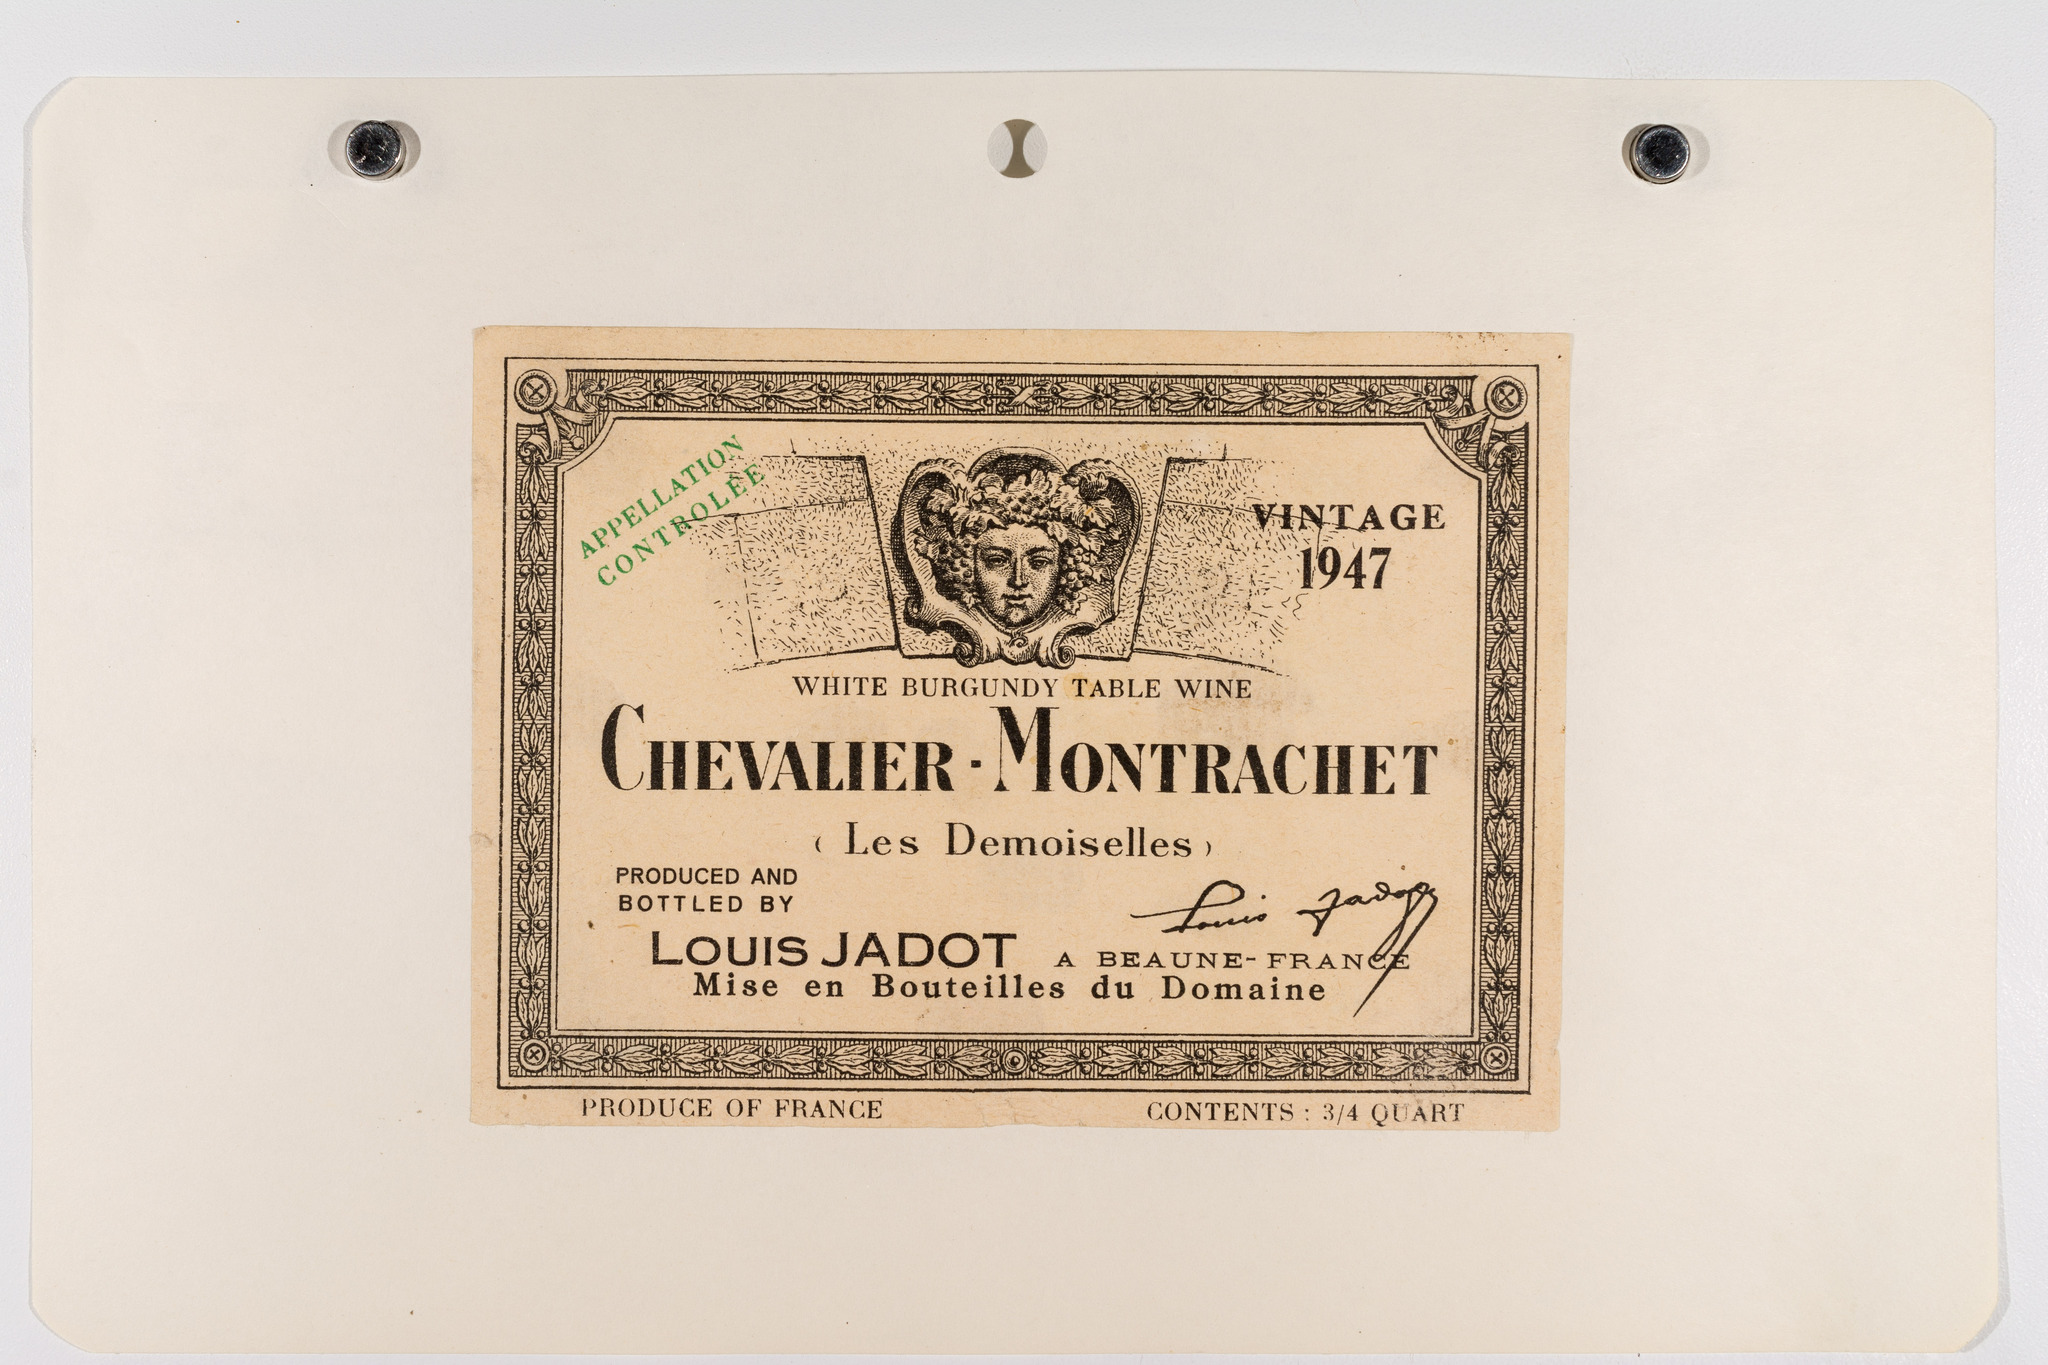 APPELLATION
CONTROLÉE
VINTAGE
1947
WHITE BURGUNDY TABLE WINE
CHEVALIER-MONTRACHET
(Les Demoiselles)
PRODUCED AND
BOTTLED BY
Louis Jadot
LOUIS JADOT A BEAUNE-FRANCE
Mise en Bouteilles du Domaine
PRODUCE OF FRANCE
CONTENTS : 3/4 QUART